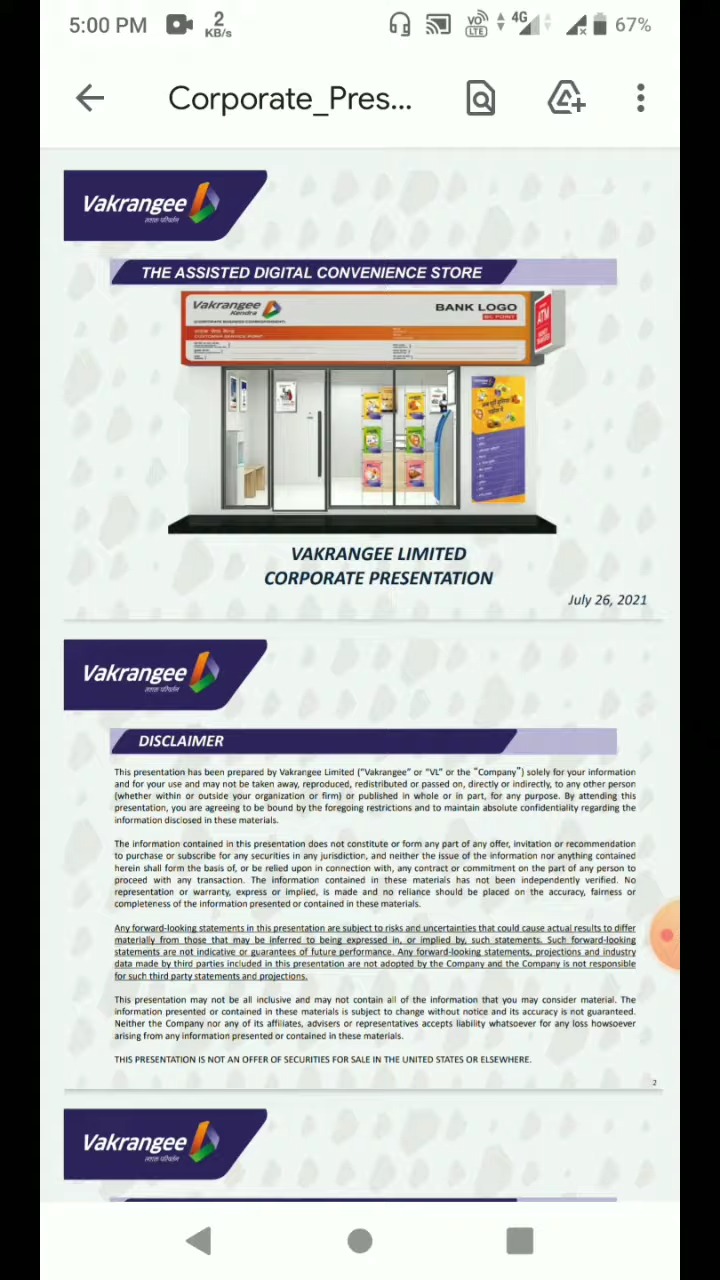 5:00 PM 2 KB/s VO LTE 4G 67%
Corporate_Pres...
Vakrangee
THE ASSISTED DIGITAL CONVENIENCE STORE
Vakrangee
Kendra
BANK LOGO
BC POINT
ATM
VAKRANGEE LIMITED
CORPORATE PRESENTATION
July 26, 2021
Vakrangee
DISCLAIMER
This presentation has been prepared by Vakrangee Limited ("Vakrangee" or "VL" or the "Company") solely for your information
and for your use and may not be taken away, reproduced, redistributed or passed on, directly or indirectly, to any other person
(whether within or outside your organization or firm) or published in whole or in part, for any purpose. By attending this
presentation, you are agreeing to be bound by the foregoing restrictions and to maintain absolute confidentiality regarding the
information disclosed in these materials.
The information contained in this presentation does not constitute or form any part of any offer, invitation or recommendation
to purchase or subscribe for any securities in any jurisdiction, and neither the issue of the information nor anything contained
herein shall form the basis of, or be relied upon in connection with, any contract or commitment on the part of any person to
proceed with any transaction. The information contained in these materials has not been independently verified. No
representation or warranty, express or implied, is made and no reliance should be placed on the accuracy, fairness or
completeness of the information presented or contained in these materials.
Any forward-looking statements in this presentation are subject to risks and uncertainties that could cause actual results to differ
materially from those that may be inferred to being expressed in, or implied by, such statements. Such forward-looking
statements are not indicative or guarantees of future performance. Any forward-looking statements, projections and industry
data made by third parties included in this presentation are not adopted by the Company and the Company is not responsible
for such third party statements and projections.
This presentation may not be all inclusive and may not contain all of the information that you may consider material. The
information presented or contained in these materials is subject to change without notice and its accuracy is not guaranteed.
Neither the Company nor any of its affiliates, advisers or representatives accepts liability whatsoever for any loss howsoever
arising from any information presented or contained in these materials.
THIS PRESENTATION IS NOT AN OFFER OF SECURITIES FOR SALE IN THE UNITED STATES OR ELSEWHERE.
2
Vakrangee